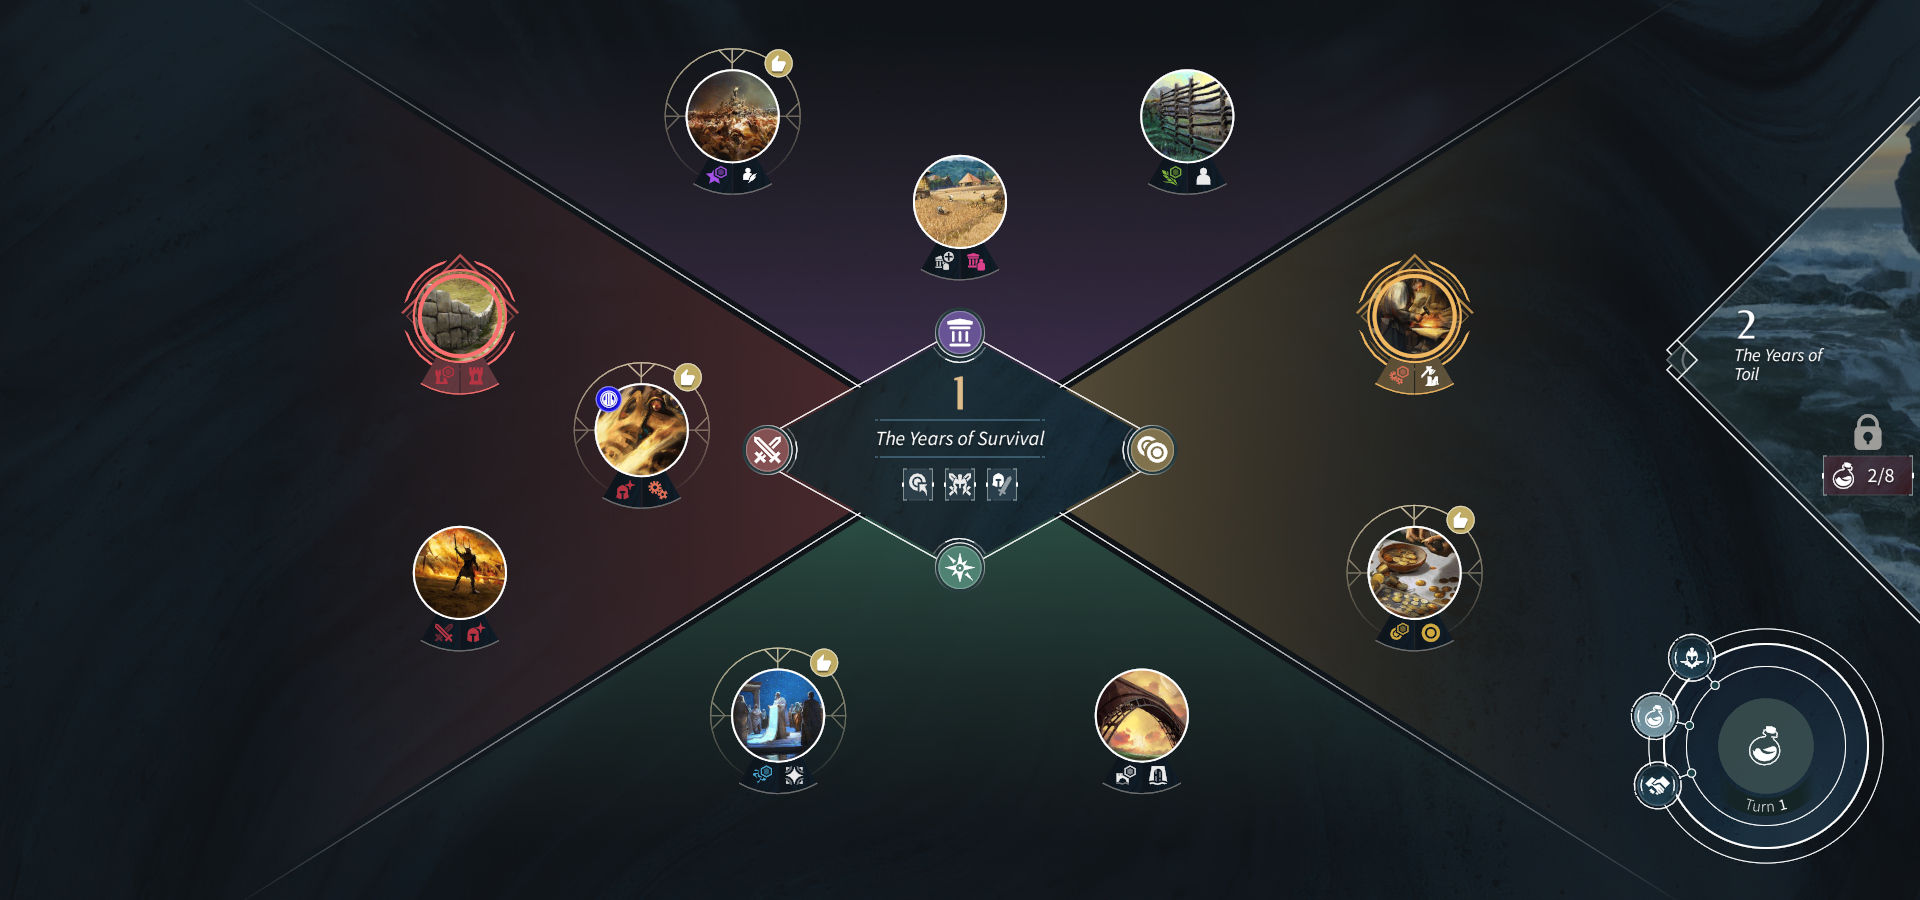 1
The Years of Survival
2
The Years of
Toil
2/8
Turn 1